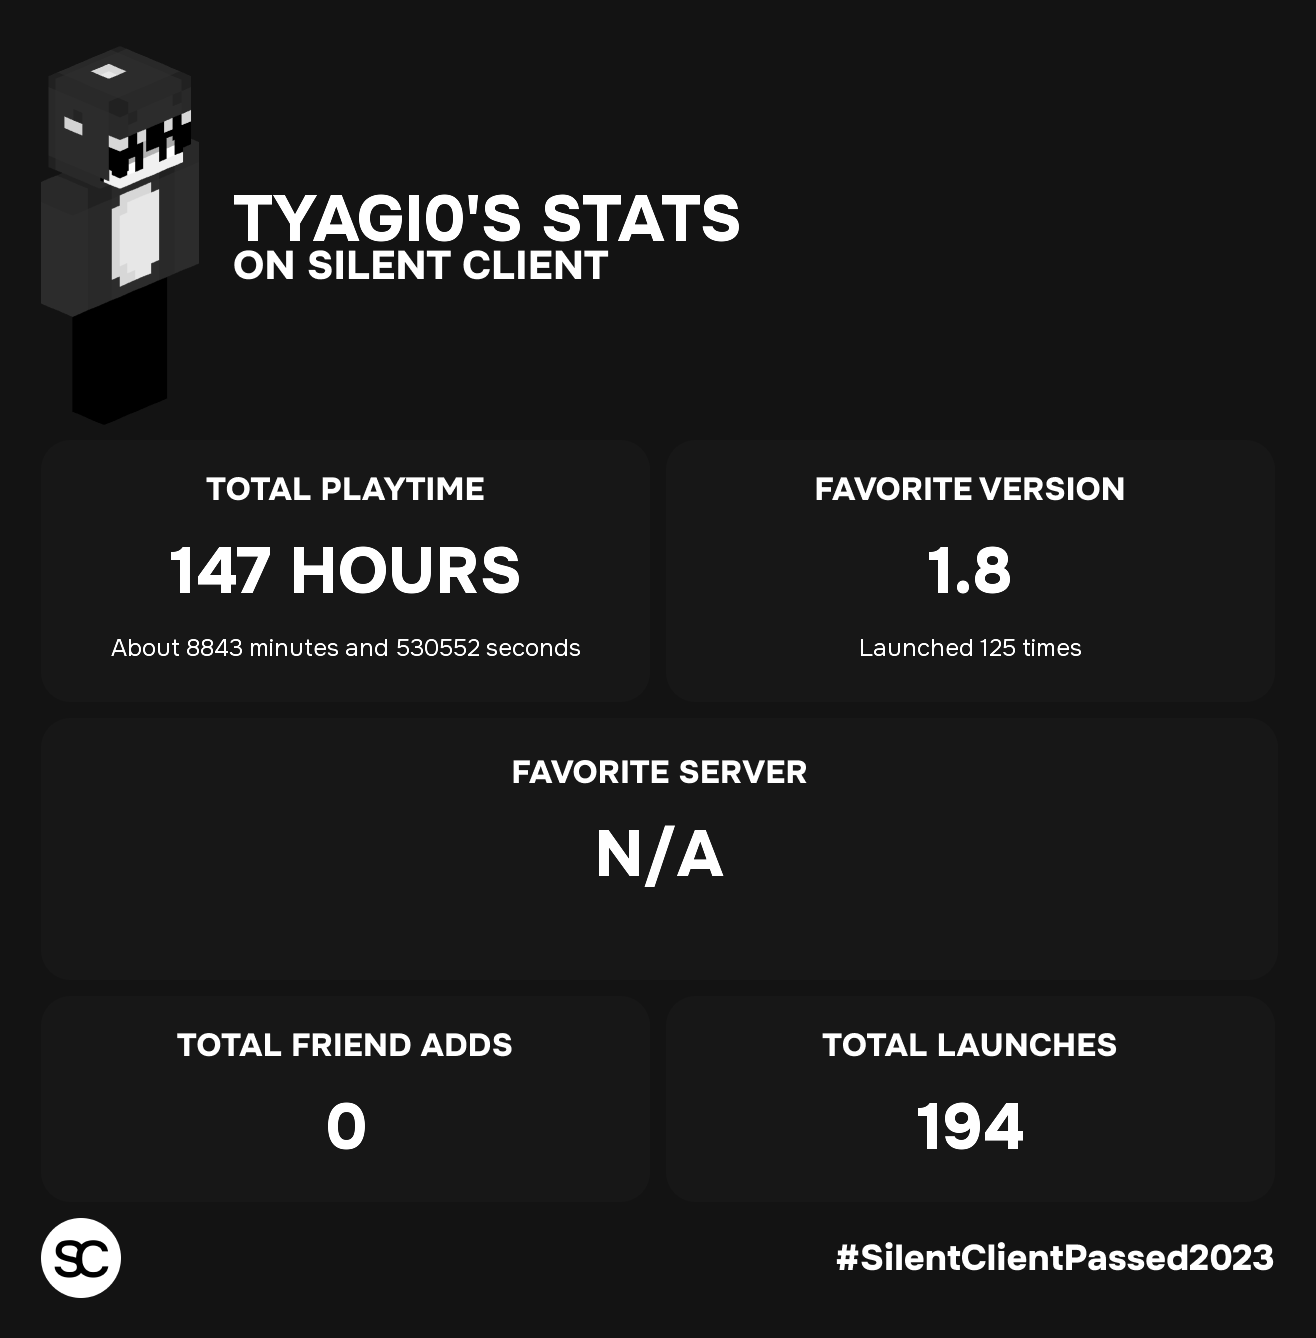 TYAGI0'S STATS
ON SILENT CLIENT
TOTAL PLAYTIME
147 HOURS
About 8843 minutes and 530552 seconds
FAVORITE VERSION
1.8
Launched 125 times
FAVORITE SERVER
N/A
TOTAL FRIEND ADDS
0
TOTAL LAUNCHES
194
SC
#SilentClientPassed2023